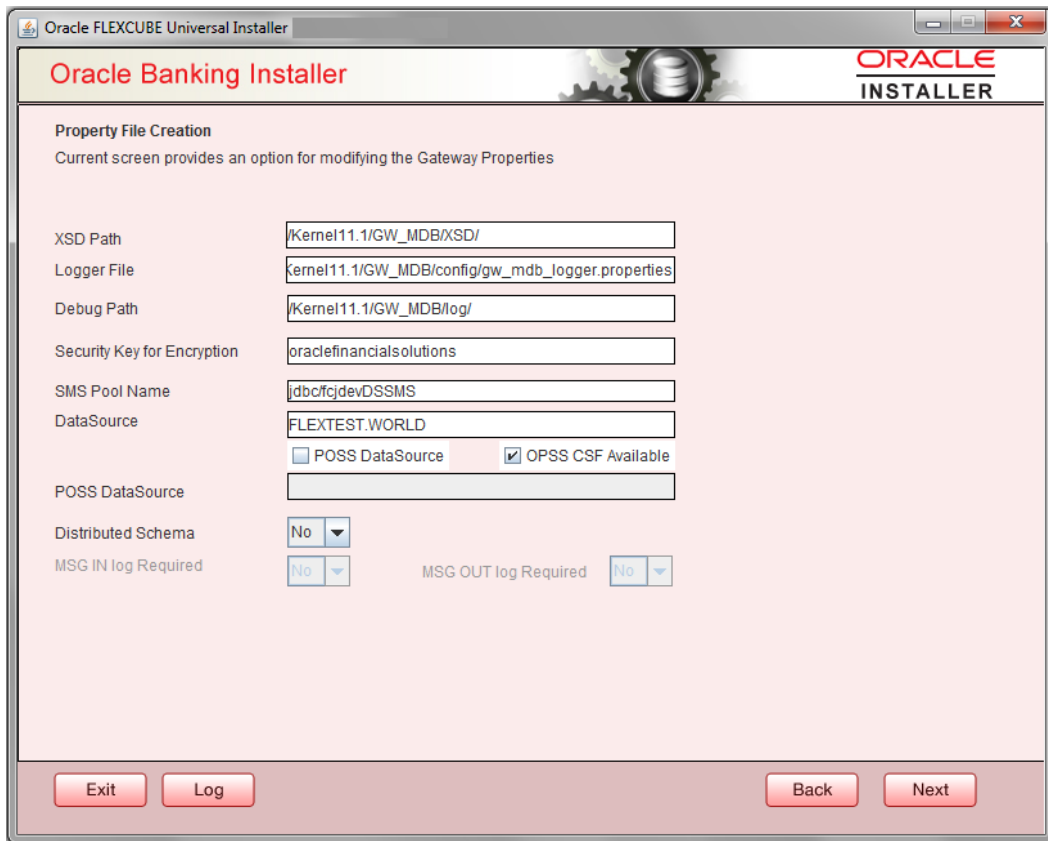 Oracle FLEXCUBE Universal Installer
Oracle Banking Installer
ORACLE
INSTALLER
Property File Creation
Current screen provides an option for modifying the Gateway Properties
XSD Path /Kernel11.1/GW_MDB/XSD/
Logger File Kernel11.1/GW_MDB/config/gw_mdb_logger.properties
Debug Path /Kernel11.1/GW_MDB/log/
Security Key for Encryption oraclefinancialsolutions
SMS Pool Name jdbc/fcjdevDSSMS
DataSource FLEXTEST.WORLD
POSS DataSource OPSS CSF Available
POSS DataSource
Distributed Schema No
MSG IN log Required No MSG OUT log Required No
Exit Log Back Next